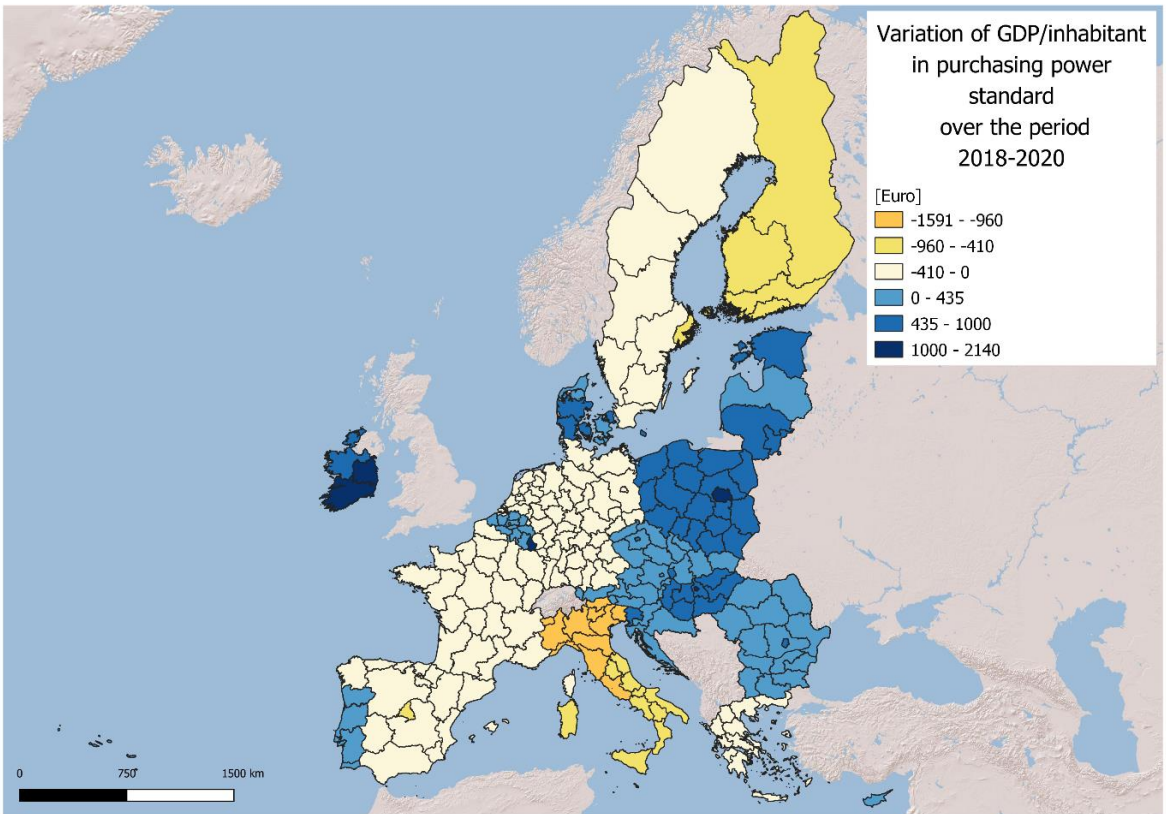 Variation of GDP/inhabitant
in purchasing power
standard
over the period
2018-2020
[Euro]
-1591 - -960
-960 - -410
-410 - 0
0 - 435
435 - 1000
1000 - 2140
0 750 1500 km